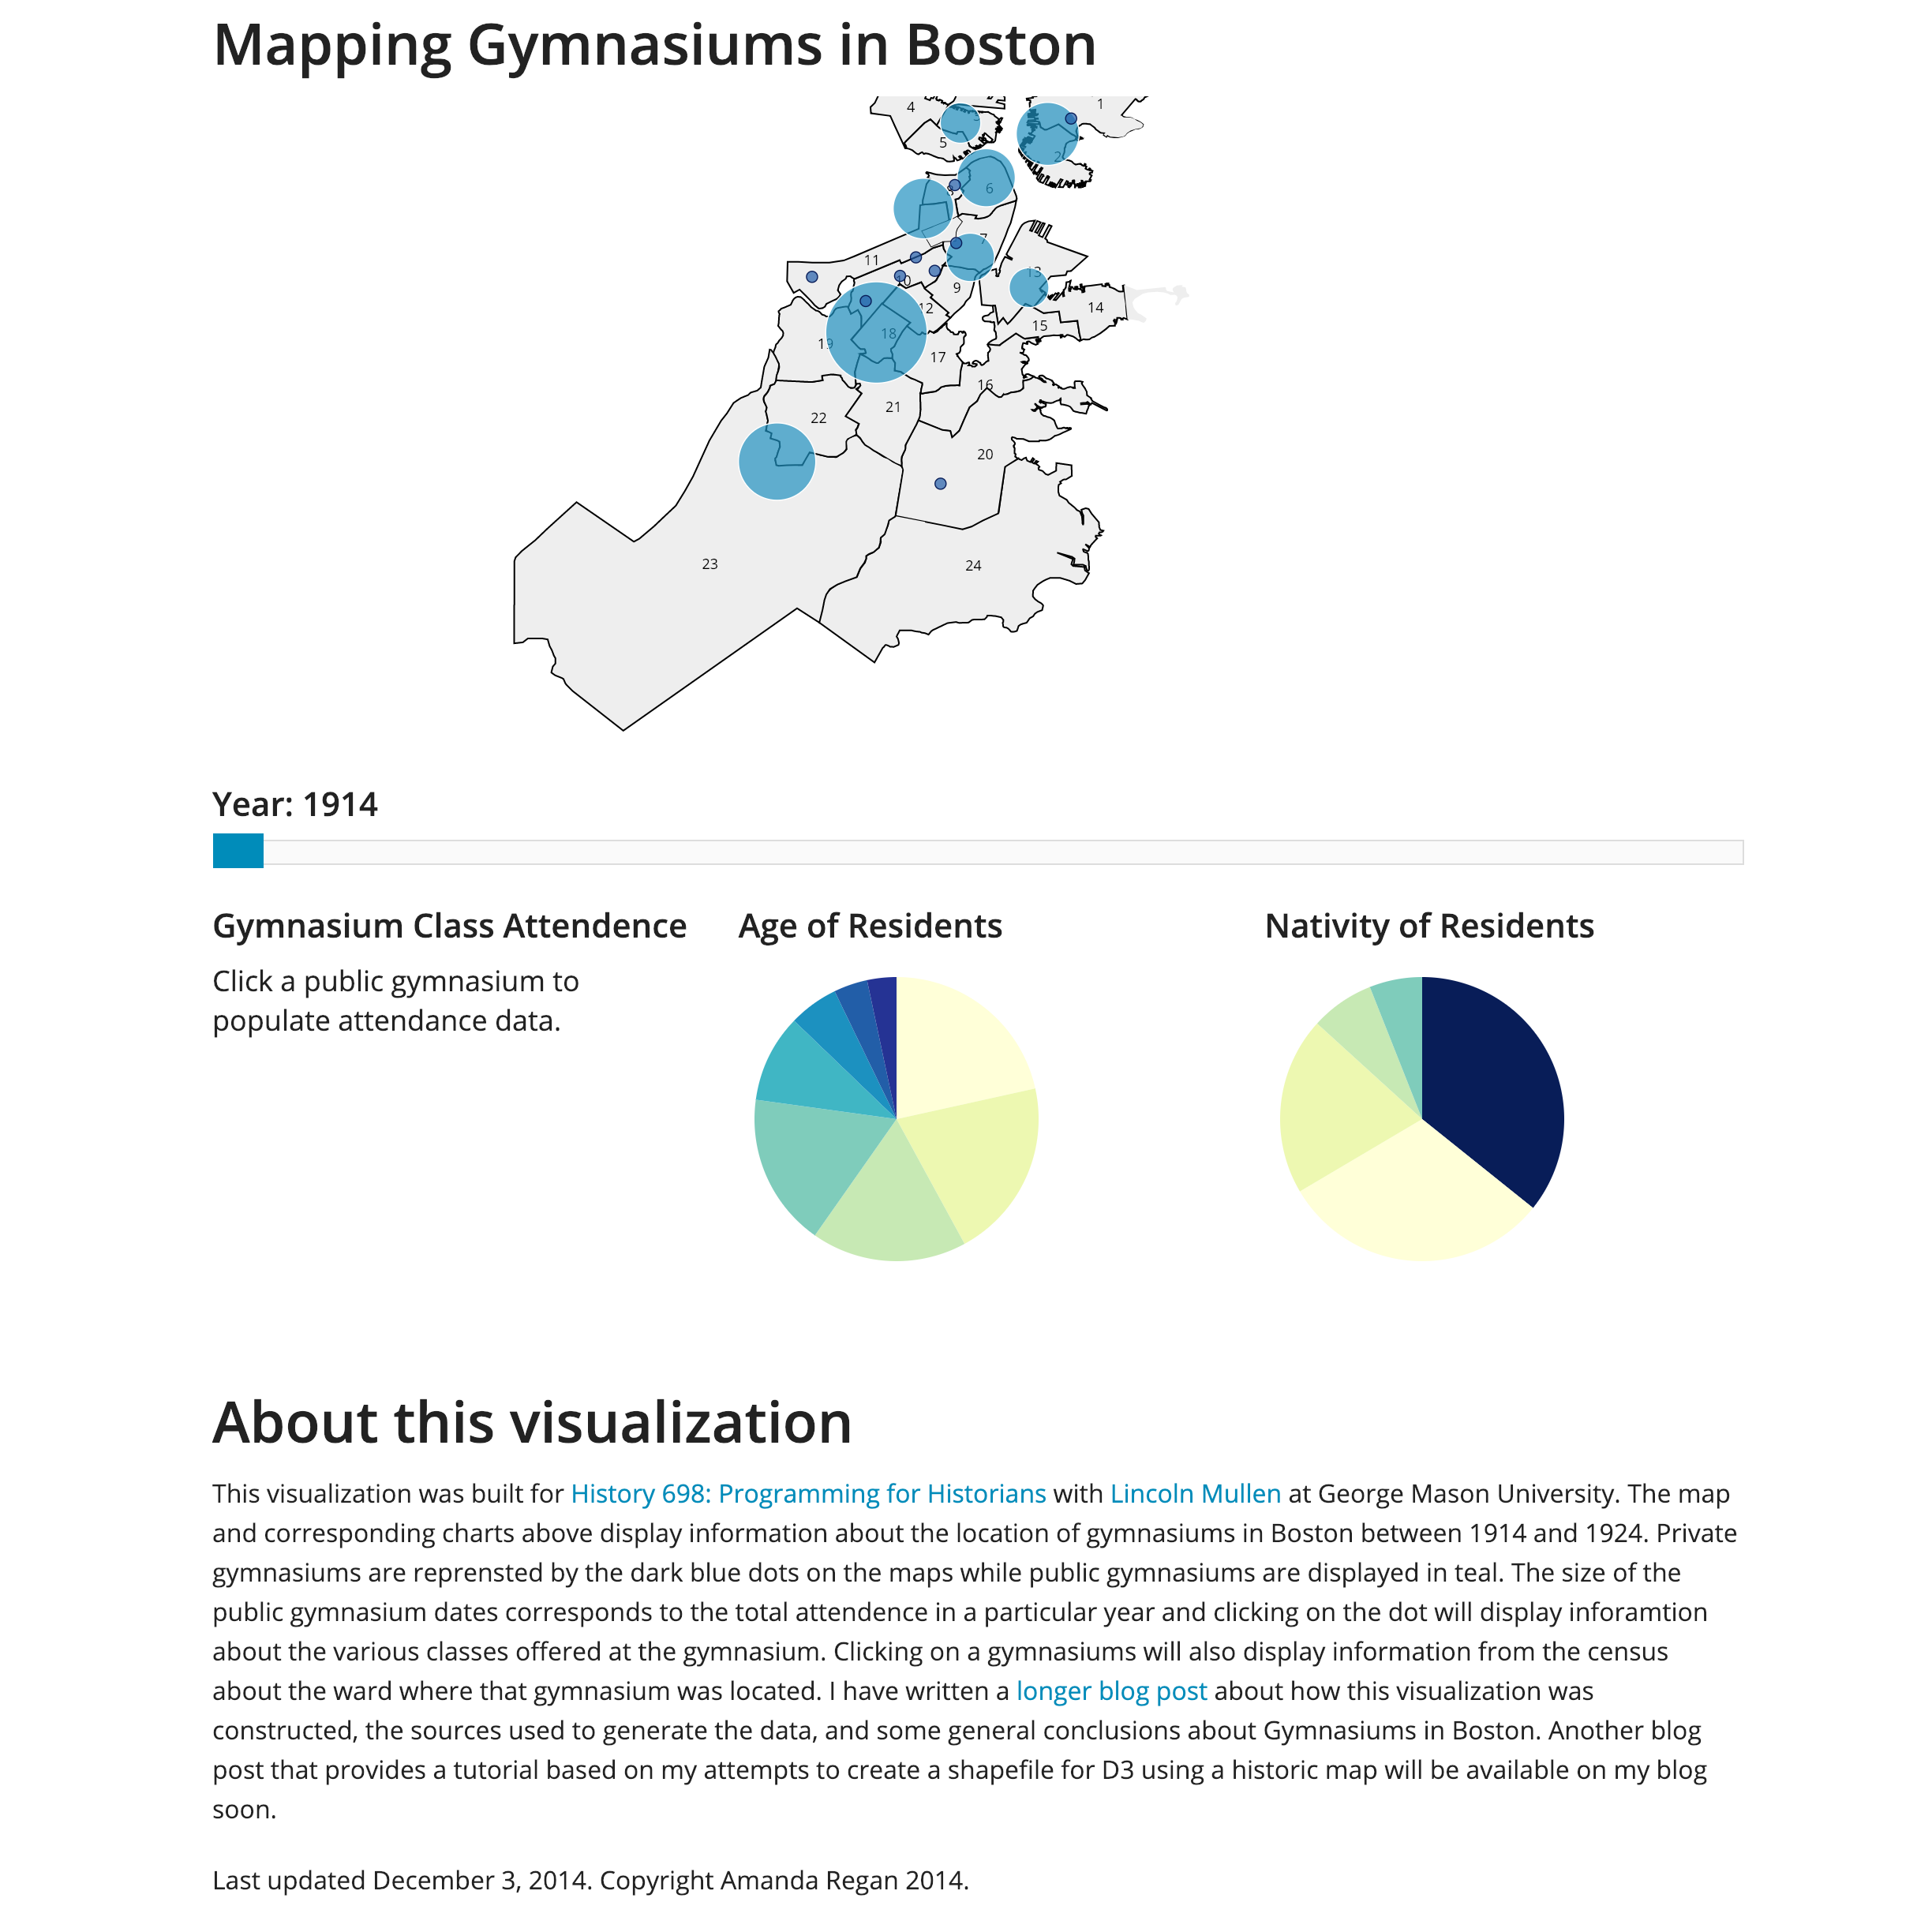 Mapping Gymnasiums in Boston
4
1
5
2
6
7
11
13
10
9
12
14
15
18
19
17
16
21
22
20
23
24
Year: 1914
Gymnasium Class Attendence
Age of Residents
Nativity of Residents
Click a public gymnasium to
populate attendance data.
About this visualization
This visualization was built for History 698: Programming for Historians with Lincoln Mullen at George Mason University. The map
and corresponding charts above display information about the location of gymnasiums in Boston between 1914 and 1924. Private
gymnasiums are reprensted by the dark blue dots on the maps while public gymnasiums are displayed in teal. The size of the
public gymnasium dates corresponds to the total attendence in a particular year and clicking on the dot will display inforamtion
about the various classes offered at the gymnasium. Clicking on a gymnasiums will also display information from the census
about the ward where that gymnasium was located. I have written a longer blog post about how this visualization was
constructed, the sources used to generate the data, and some general conclusions about Gymnasiums in Boston. Another blog
post that provides a tutorial based on my attempts to create a shapefile for D3 using a historic map will be available on my blog
soon.
Last updated December 3, 2014. Copyright Amanda Regan 2014.